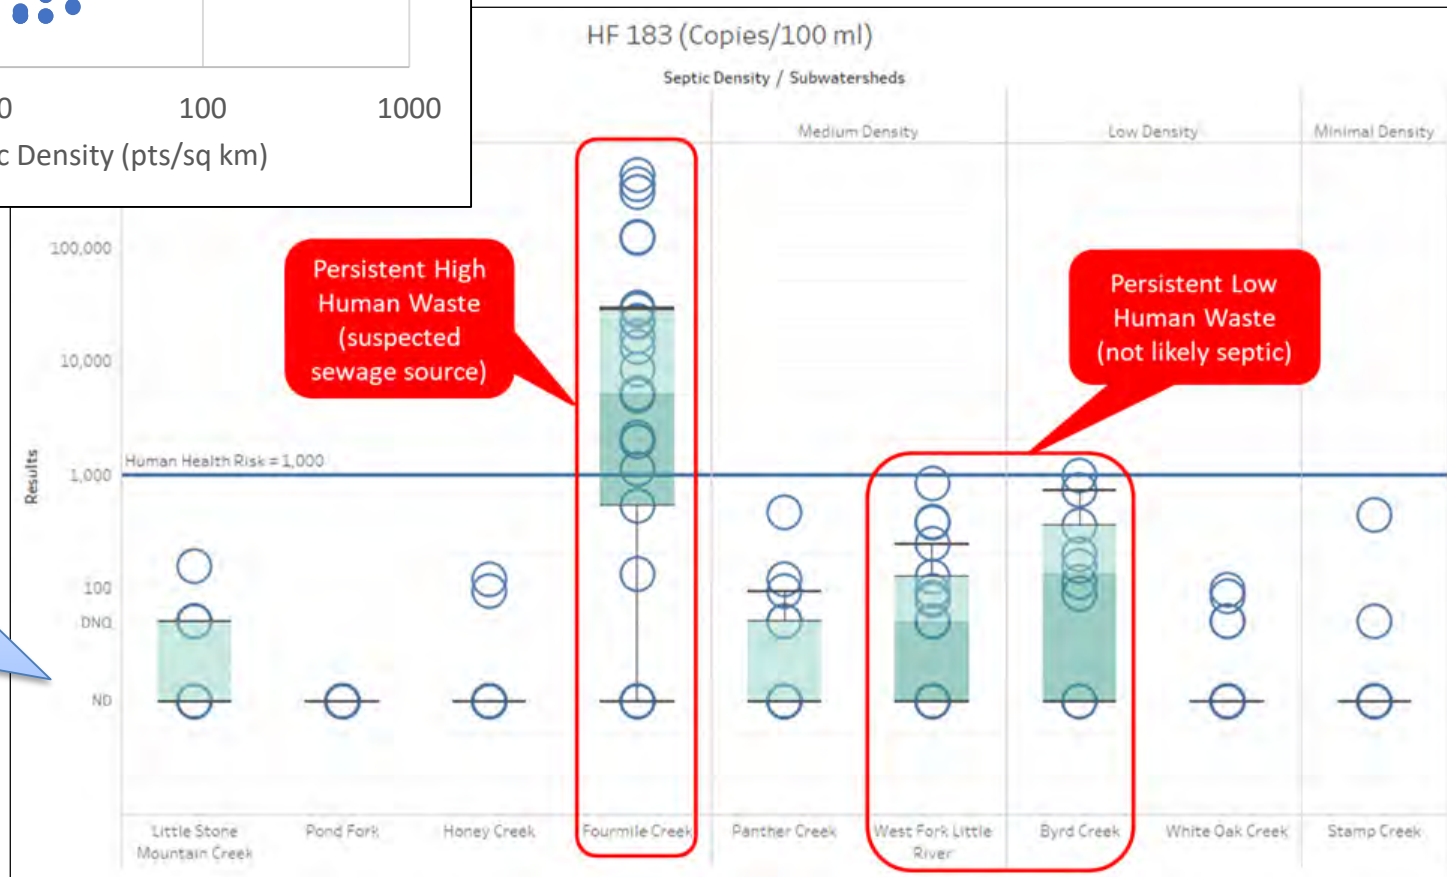 0 100 1000
c Density (pts/sq km)
HF 183 (Copies/100 ml)
Septic Density / Subwatersheds
Medium Density Low Density Minimal Density
100,000
10,000
1,000
100
DNQ
ND
Results
Human Health Risk = 1,000
Persistent High
Human Waste
(suspected
sewage source)
Persistent Low
Human Waste
(not likely septic)
Little Stone
Mountain Creek
Pond Fork
Honey Creek
Fourmile Creek
Panther Creek
West Fork Little
River
Byrd Creek
White Oak Creek
Stamp Creek